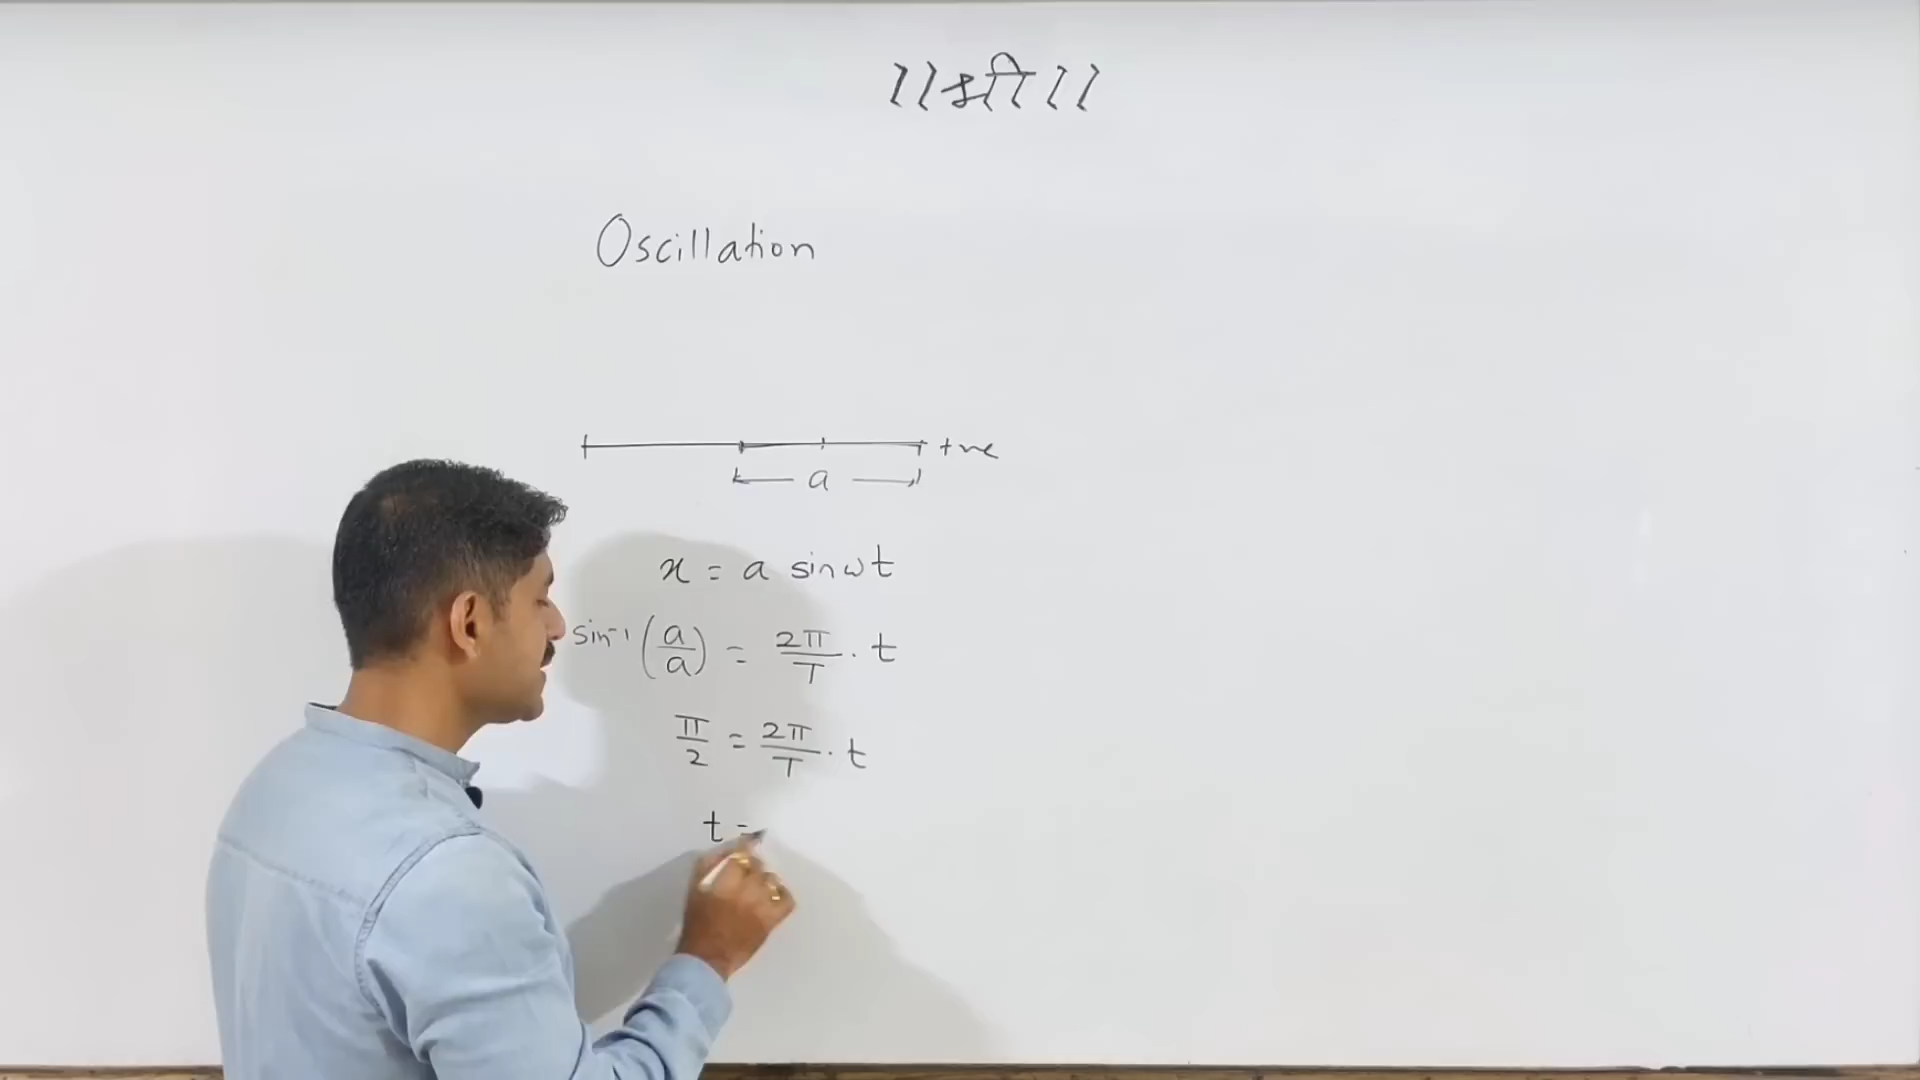 ।।श्री।।
Oscillation
+ve
a
x = a sinωt
sin⁻¹ (a/a) = 2π/T . t
π/2 = 2π/T . t
t =